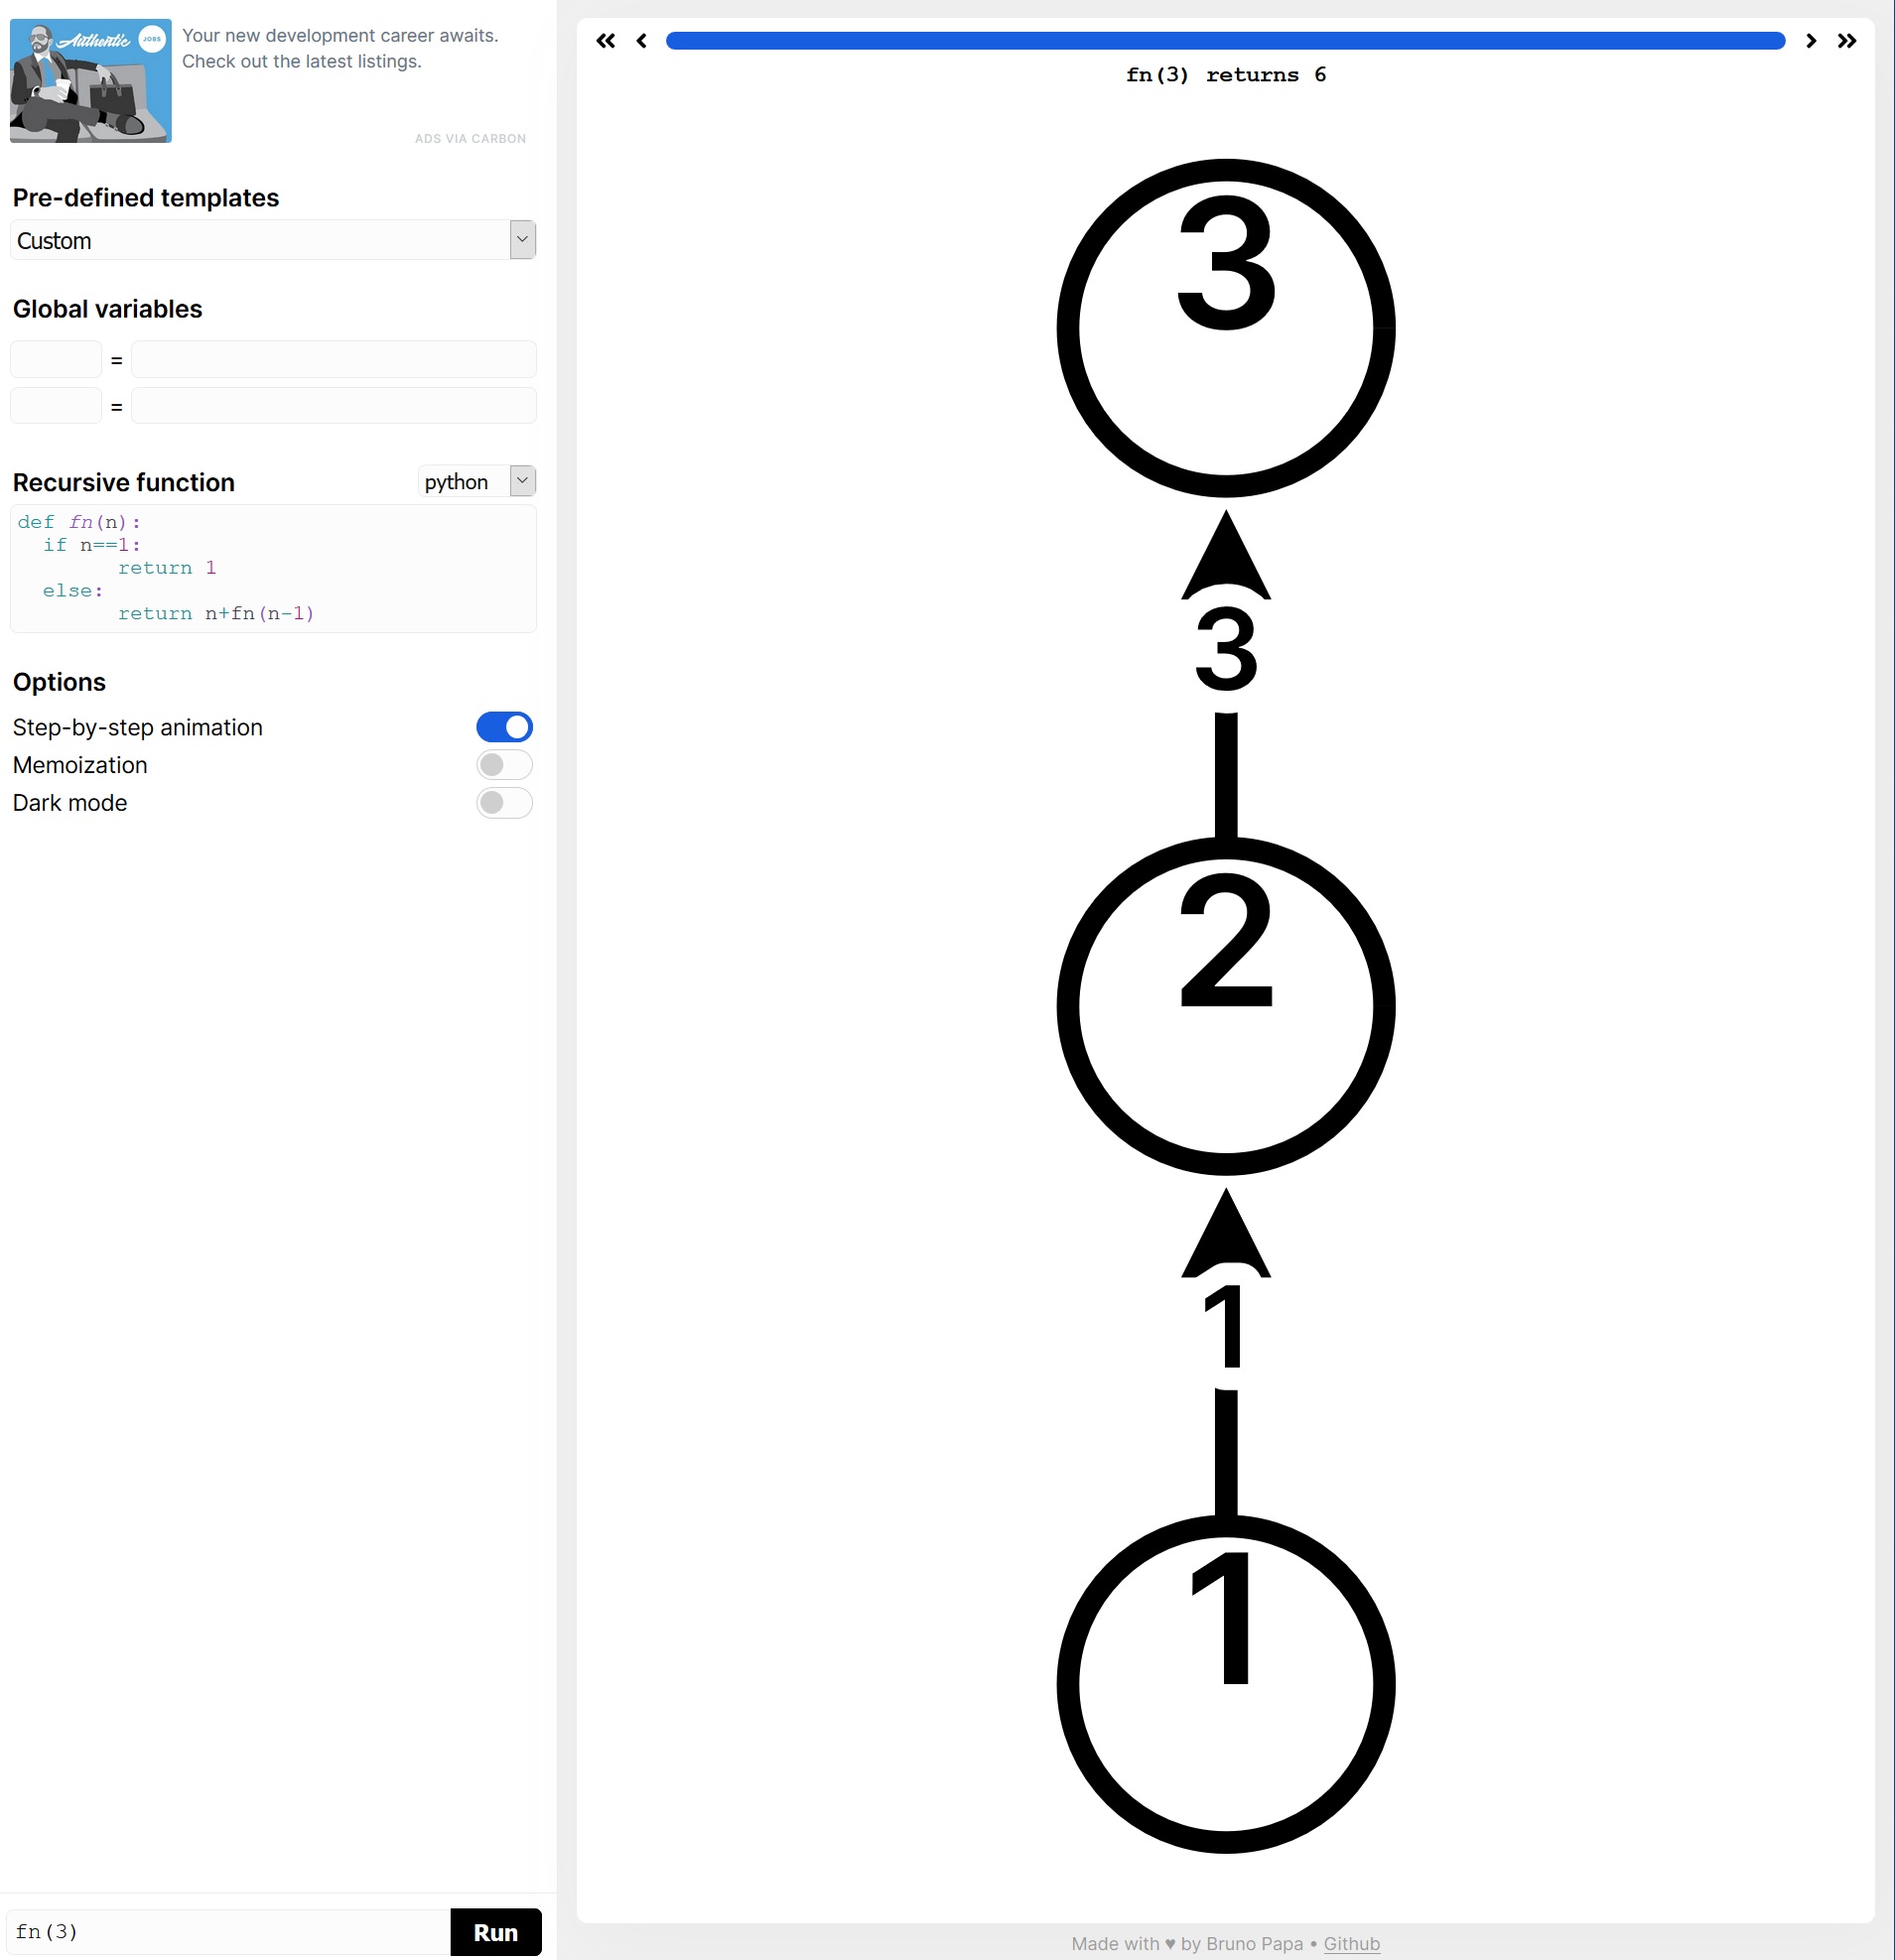 Authentic JOBS
Your new development career awaits.
Check out the latest listings.
ADS VIA CARBON
Pre-defined templates
Custom
Global variables
=
=
Recursive function
python
def fn(n):
  if n==1:
        return 1
  else:
        return n+fn(n-1)
Options
Step-by-step animation
Memoization
Dark mode
fn(3)
Run
fn(3) returns 6
3
3
2
1
1
Made with ♥ by Bruno Papa • Github